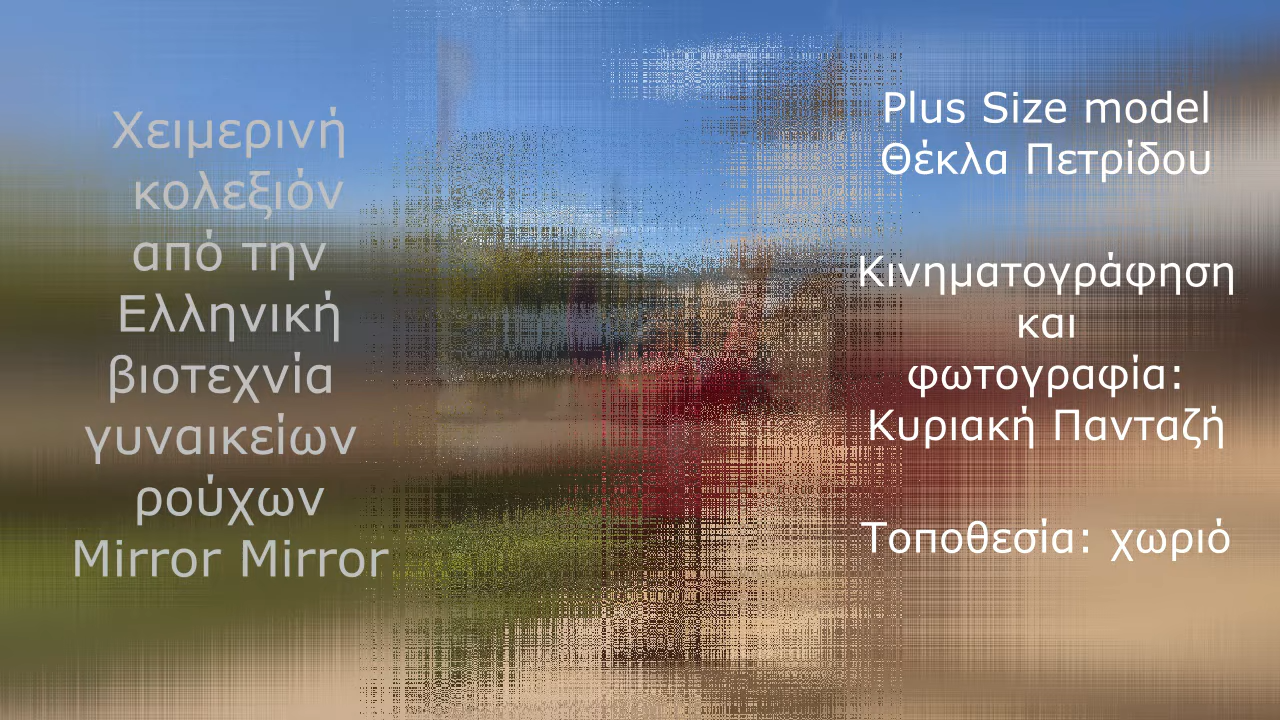 Χειμερινή
κολεξιόν
από την
Ελληνική
βιοτεχνία
γυναικείων
ρούχων
Mirror Mirror
Plus Size model
Θέκλα Πετρίδου
Κινηματογράφηση
και
φωτογραφία:
Κυριακή Πανταζή
Τοποθεσία: χωριό